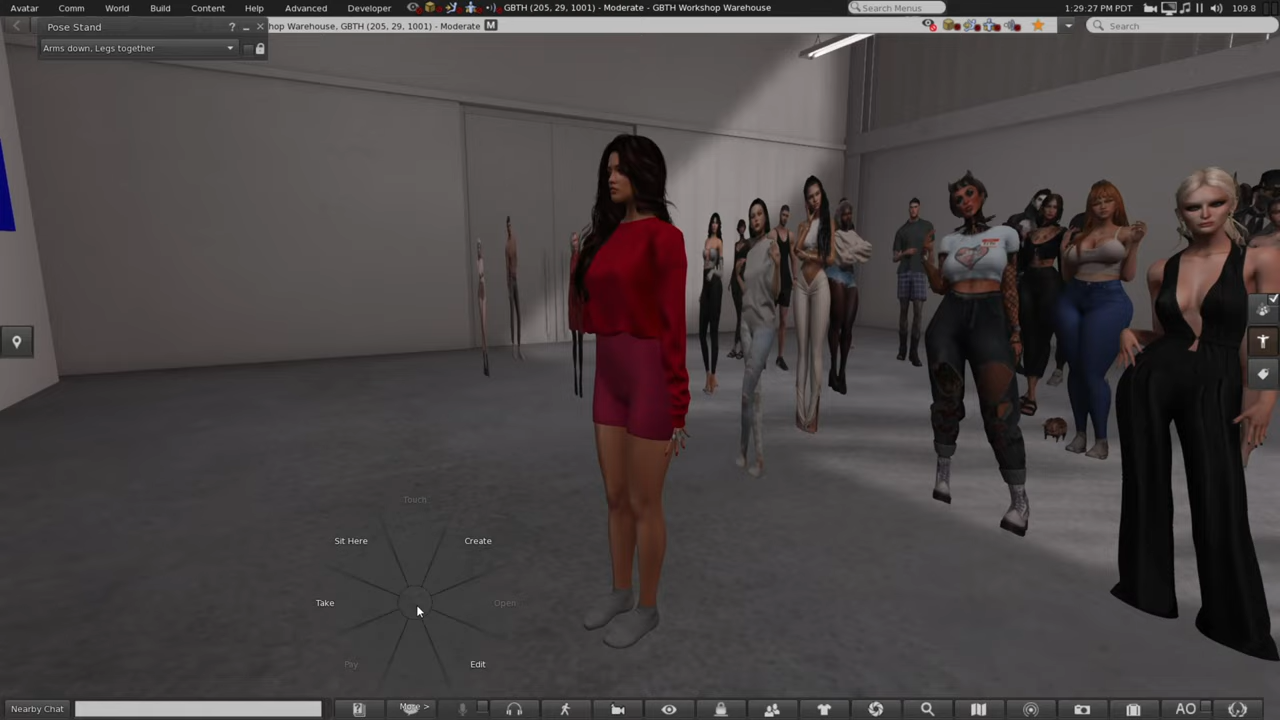 Avatar Comm World Build Content Help Advanced Developer GBTH (205, 29, 1001) - Moderate - GBTH Workshop Warehouse Search Menus 1:29:27 PM PDT 109.8
Pose Stand ? hop Warehouse, GBTH (205, 29, 1001) - Moderate M Search
Arms down, Legs together
Touch
Sit Here Create
Take Open
Pay Edit
More >
Nearby Chat AO